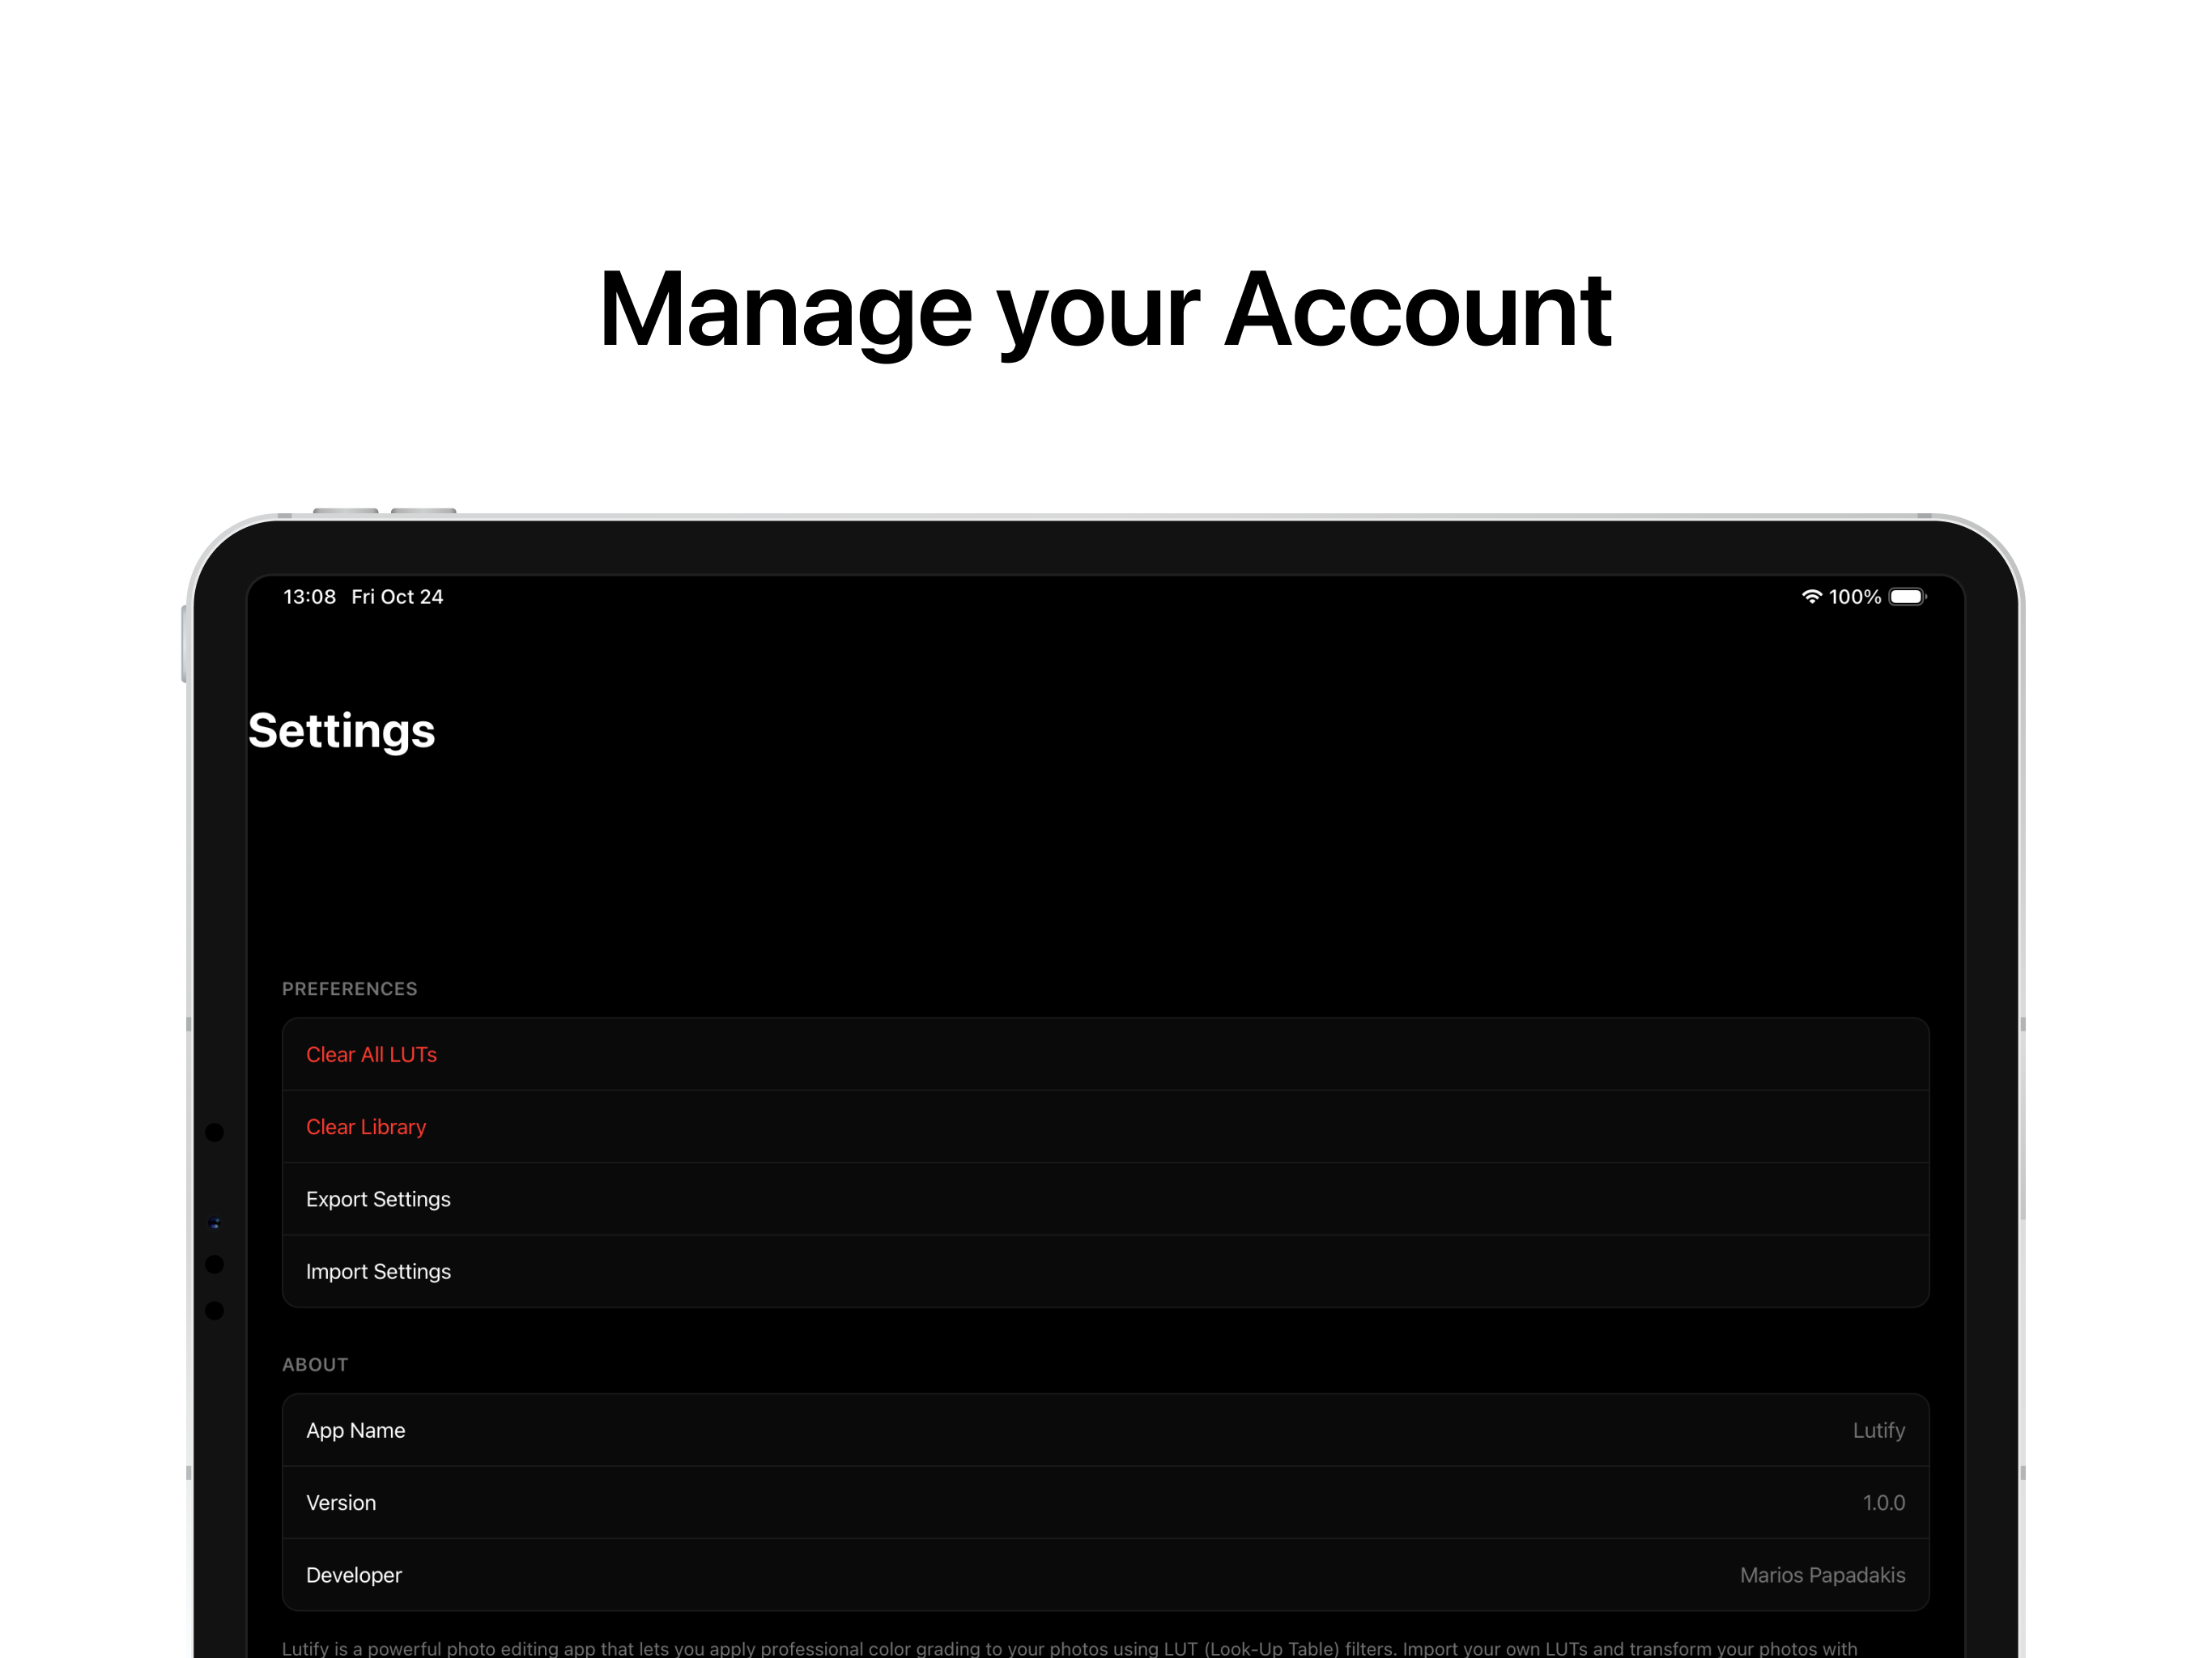 Manage your Account
13:08 Fri Oct 24
100%
Settings
PREFERENCES
Clear All LUTs
Clear Library
Export Settings
Import Settings
ABOUT
App Name Lutify
Version 1.0.0
Developer Marios Papadakis
Lutify is a powerful photo editing app that lets you apply professional color grading to your photos using LUT (Look-Up Table) filters. Import your own LUTs and transform your photos with